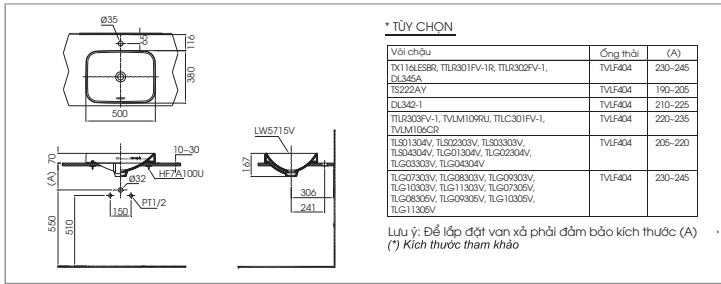 Ø35
65
116
380
500
70
(A)
10~30
HF7A100U
Ø32
PT1/2
150
550
510
LW5715V
167
306
241
* TÙY CHỌN
Vòi chậu Ống thải (A)
TX116LESBR, TTLR301FV-1R, TTLR302FV-1, TVLF404 230~245
DL345A
TS222AY TVLF404 190~205
DL342-1 TVLF404 210~225
TTLR303FV-1, TVLM109RU, TTLC301FV-1, TVLF404 220~235
TVLM106CR
TLS01304V, TLS02303V, TLS03303V, TVLF404 205~220
TLS04304V, TLG01304V, TLG02304V,
TLG03303V, TLG04304V
TLG07303V, TLG08303V, TLG09303V, TVLF404 230~245
TLG10303V, TLG11303V, TLG07305V,
TLG08305V, TLG09305V, TLG10305V,
TLG11305V
Lưu ý: Để lắp đặt van xả phải đảm bảo kích thước (A)
(*) Kích thước tham khảo